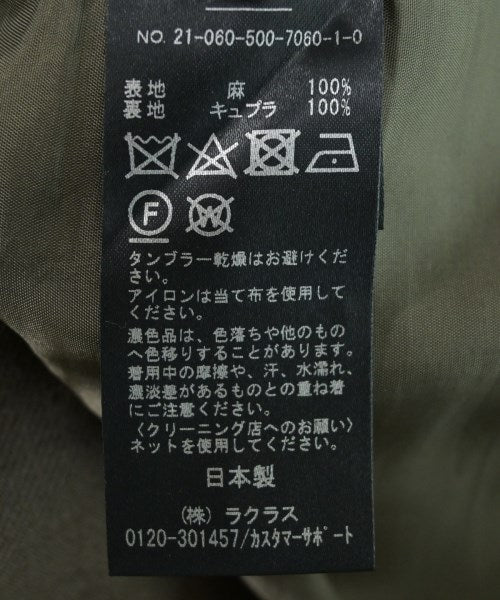 NO. 21-060-500-7060-1-0
表地 麻 100%
裏地 キュプラ 100%
F W
タンブラー乾燥はお避けくだ
さい。
アイロンは当て布を使用して
ください。
濃色品は、色落ちや他のもの
へ色移りすることがあります。
着用中の摩擦や、汗、水濡れ、
濃淡差があるものとの重ね着
にご注意ください。
〈クリーニング店へのお願い〉
ネットを使用してください。
日本製
(株) ラクラス
0120-301457/カスタマーサポート